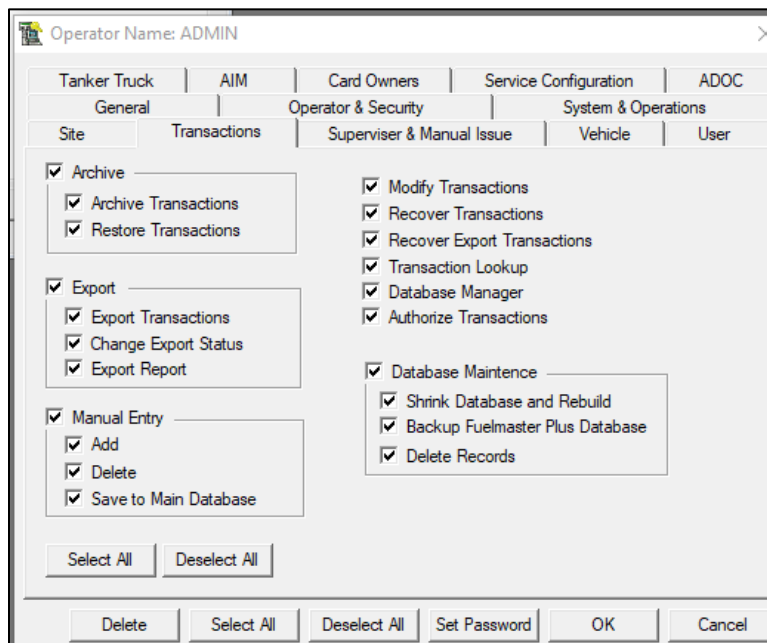 Operator Name: ADMIN
Tanker Truck AIM Card Owners Service Configuration ADOC
General Operator & Security System & Operations
Site Transactions Superviser & Manual Issue Vehicle User
Archive
Archive Transactions
Restore Transactions
Export
Export Transactions
Change Export Status
Export Report
Manual Entry
Add
Delete
Save to Main Database
Modify Transactions
Recover Transactions
Recover Export Transactions
Transaction Lookup
Database Manager
Authorize Transactions
Database Maintence
Shrink Database and Rebuild
Backup Fuelmaster Plus Database
Delete Records
Select All Deselect All
Delete Select All Deselect All Set Password OK Cancel